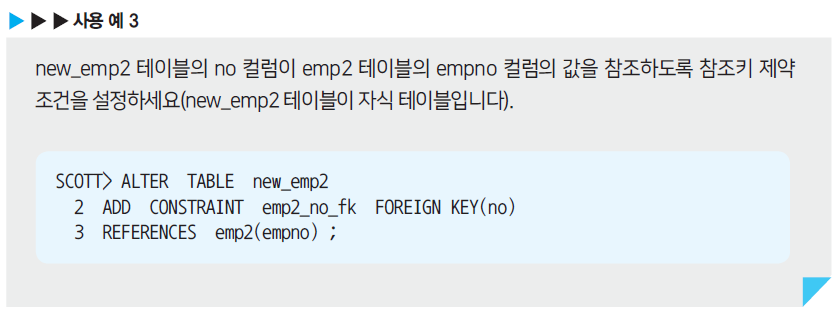 ▶ ▶ ▶ 사용 예 3
new_emp2 테이블의 no 컬럼이 emp2 테이블의 empno 컬럼의 값을 참조하도록 참조키 제약
조건을 설정하세요(new_emp2 테이블이 자식 테이블입니다).
SCOTT> ALTER TABLE new_emp2
2 ADD CONSTRAINT emp2_no_fk FOREIGN KEY(no)
3 REFERENCES emp2(empno) ;